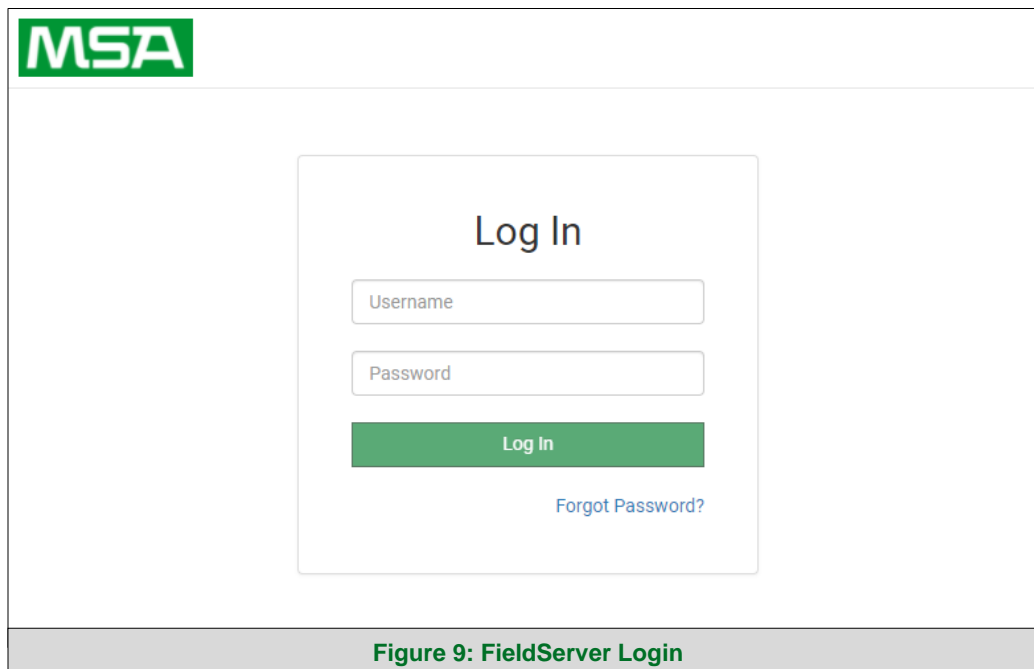 MSA
Log In
Username
Password
Log In
Forgot Password?
Figure 9: FieldServer Login